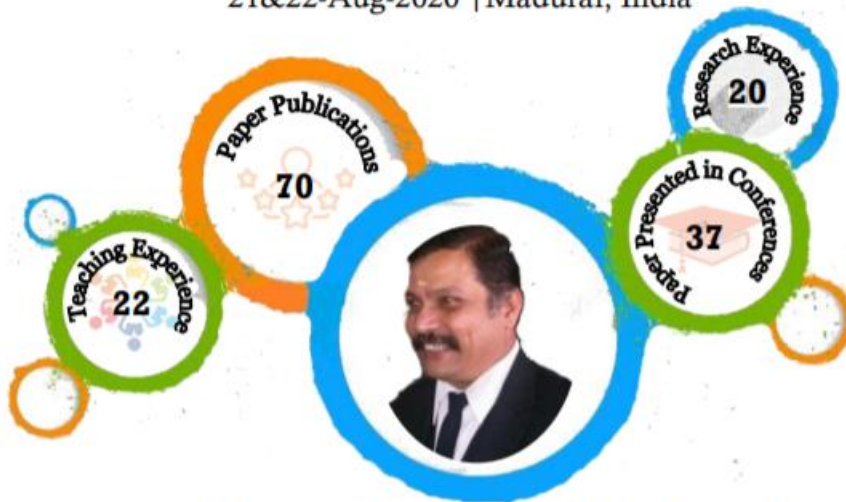 21&22-Aug-2020 | Madurai, India
Research Experience
20
Paper Publications
70
Paper Presented in Conferences
37
Teaching Experience
22